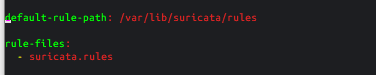 default-rule-path: /var/lib/suricata/rules
rule-files:
  - suricata.rules